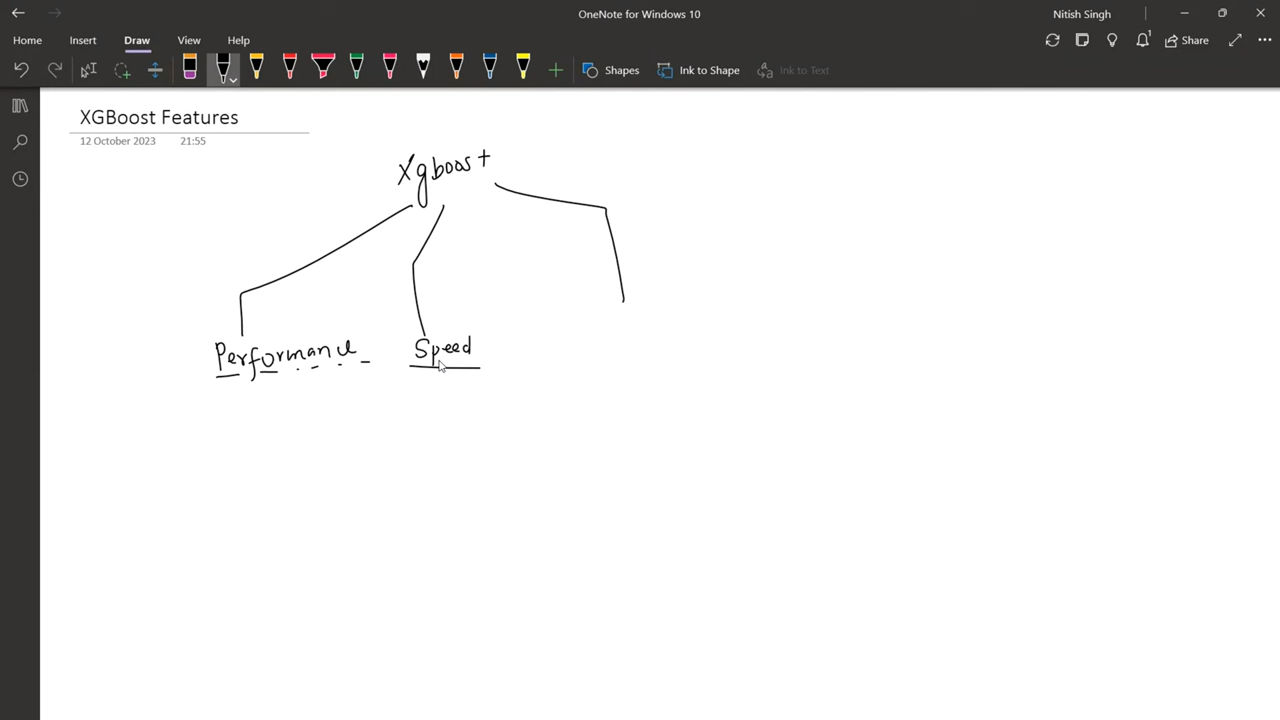 OneNote for Windows 10
Nitish Singh
Home Insert Draw View Help
Share
Shapes Ink to Shape Ink to Text
XGBoost Features
12 October 2023 21:55
Xgboost
Performance Speed